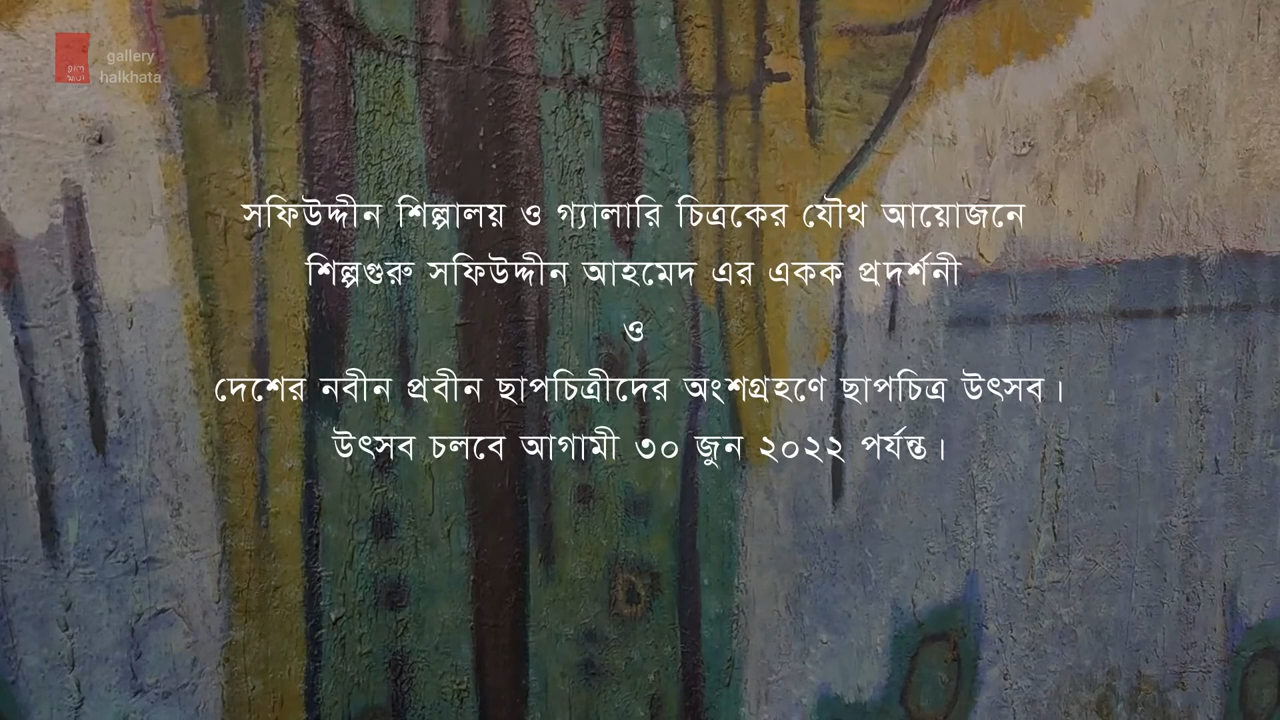 gallery
halkhata
সফিউদ্দীন শিল্পালয় ও গ্যালারি চিত্রকের যৌথ আয়োজনে
শিল্পগুরু সফিউদ্দীন আহমেদ এর একক প্রদর্শনী
ও
দেশের নবীন প্রবীন ছাপচিত্রীদের অংশগ্রহণে ছাপচিত্র উৎসব।
উৎসব চলবে আগামী ৩০ জুন ২০২২ পর্যন্ত।